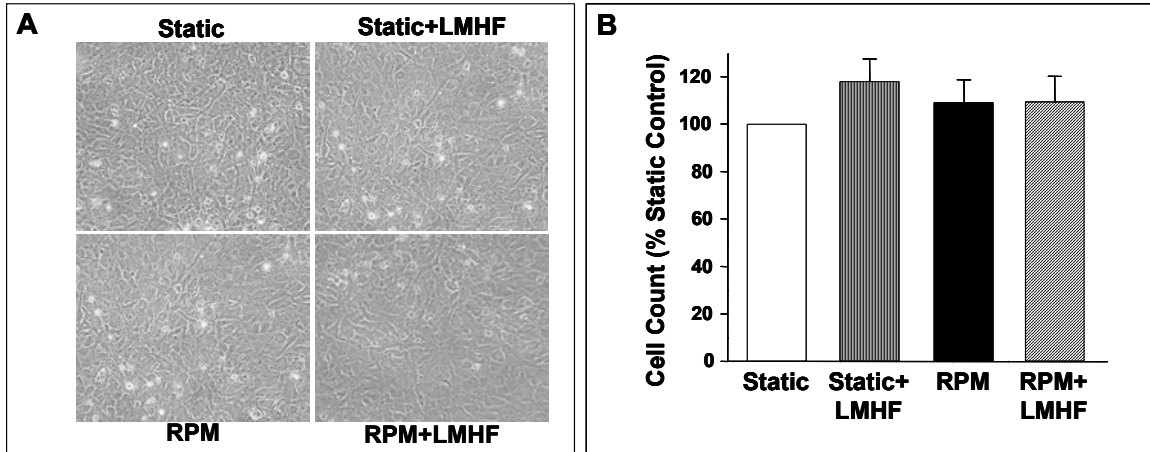 A
Static
Static+LMHF
RPM
RPM+LMHF
B
Cell Count (% Static Control)
120
100
80
60
40
20
0
Static
Static+
LMHF
RPM
RPM+
LMHF